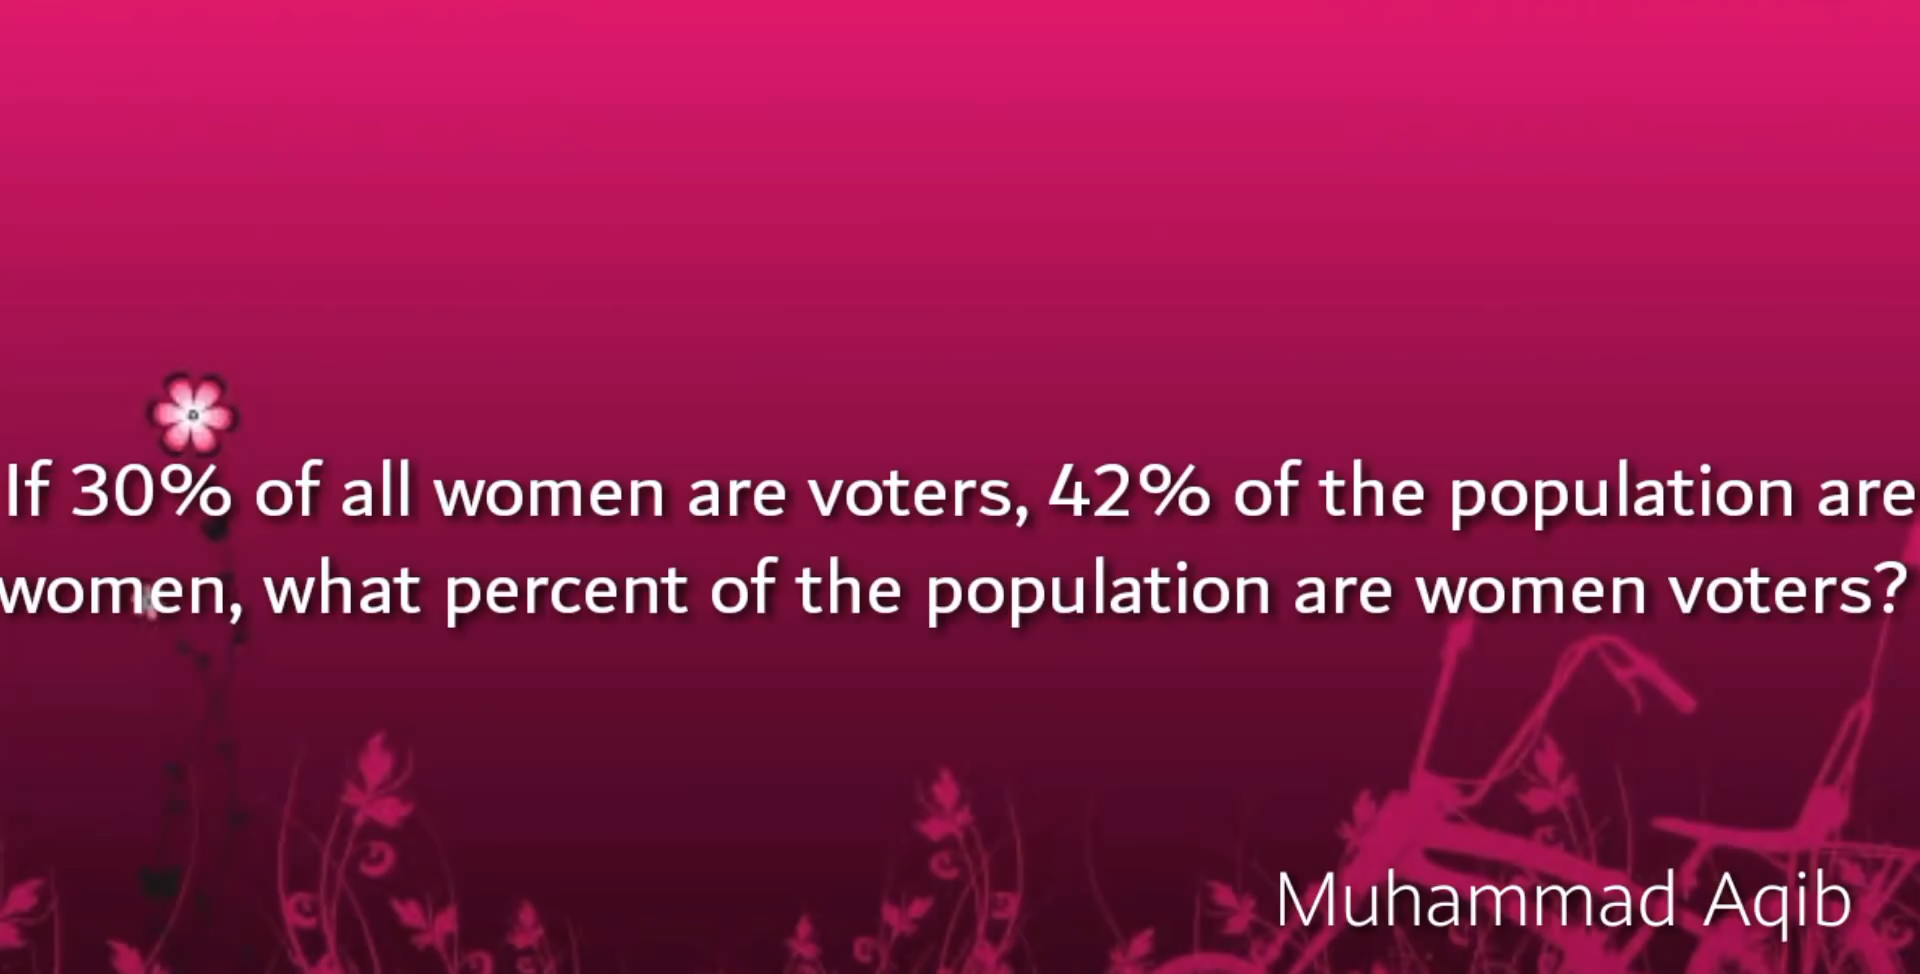 If 30% of all women are voters, 42% of the population are
women, what percent of the population are women voters?
Muhammad Aqib